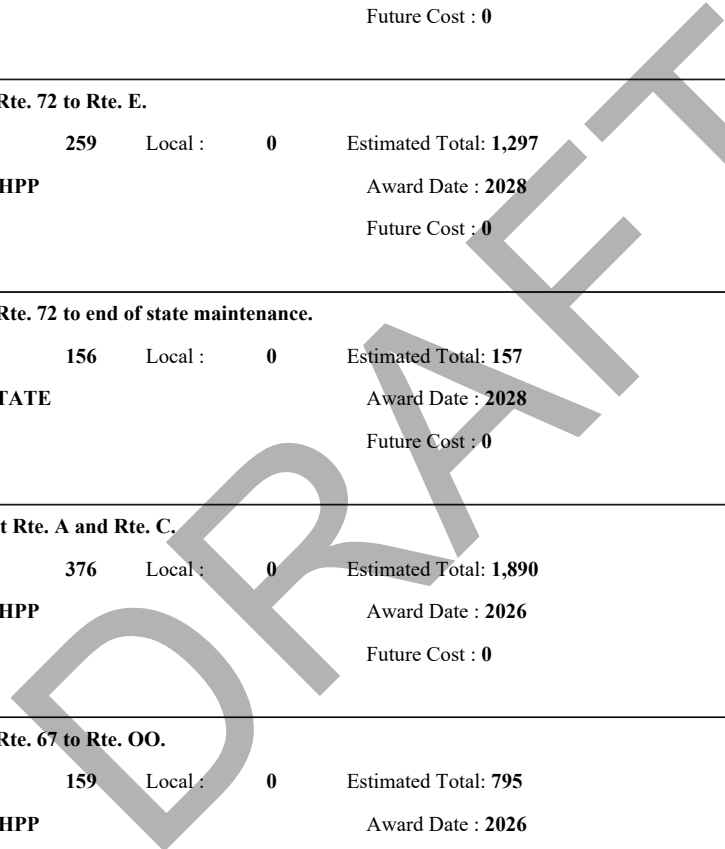 Future Cost : 0
Rte. 72 to Rte. E.
259 Local : 0 Estimated Total: 1,297
HPP Award Date : 2028
Future Cost : 0
Rte. 72 to end of state maintenance.
156 Local : 0 Estimated Total: 157
TATE Award Date : 2028
Future Cost : 0
t Rte. A and Rte. C.
376 Local : 0 Estimated Total: 1,890
HPP Award Date : 2026
Future Cost : 0
Rte. 67 to Rte. OO.
159 Local : 0 Estimated Total: 795
HPP Award Date : 2026
DRAFT